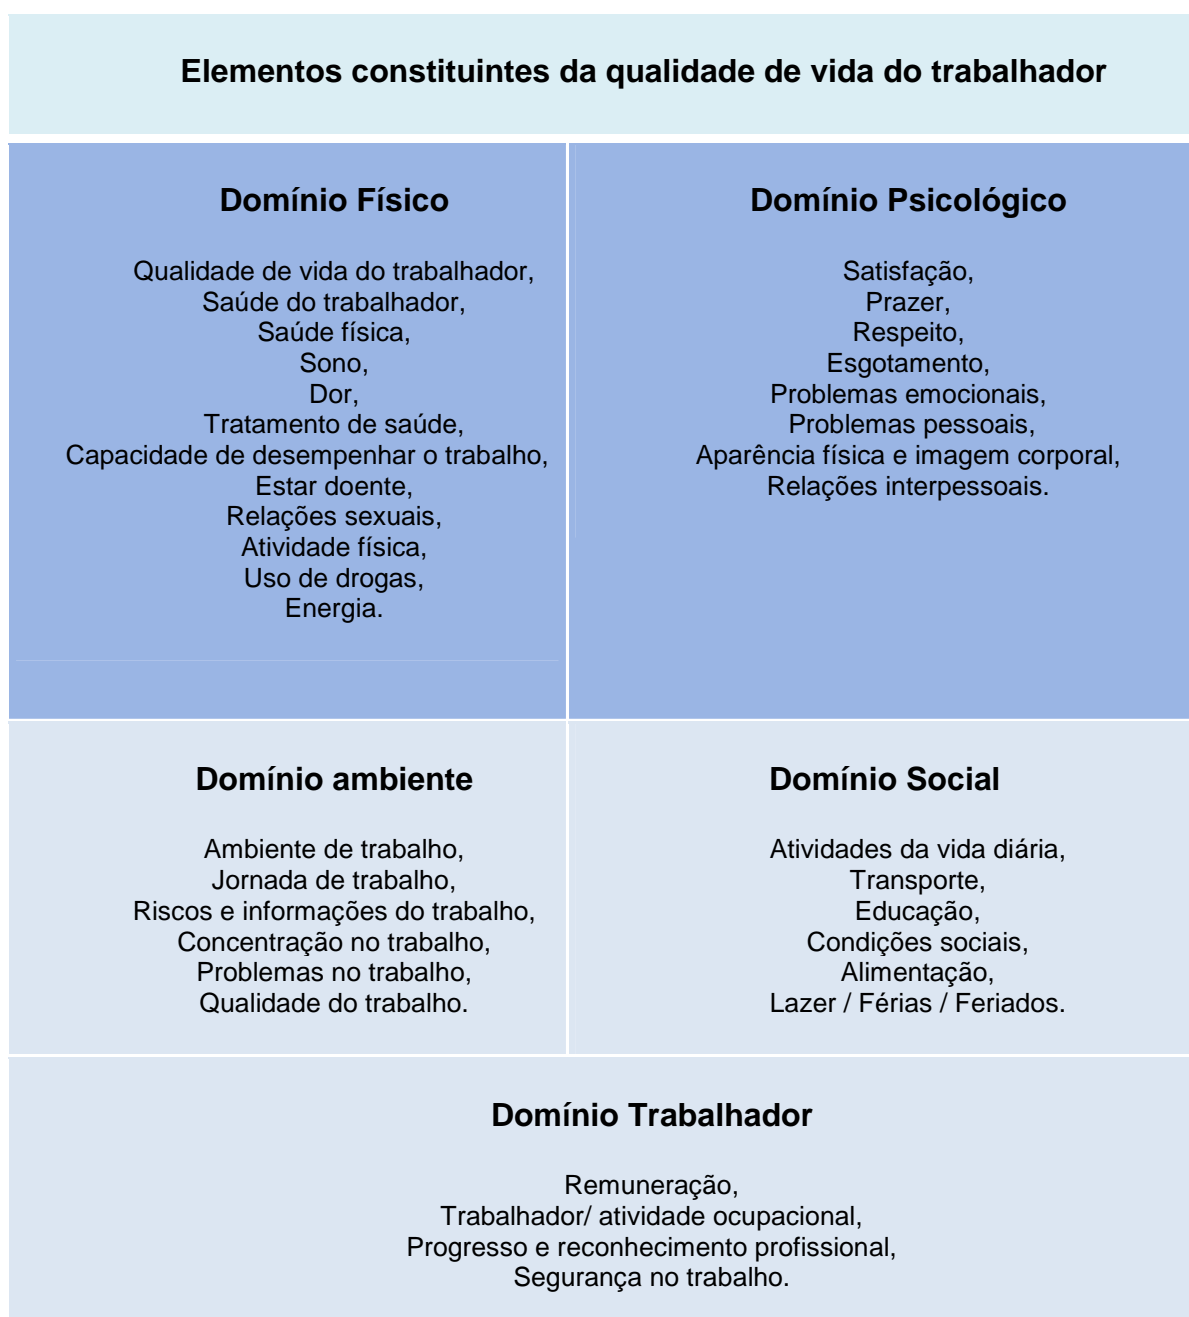 Elementos constituintes da qualidade de vida do trabalhador
Domínio Físico
Qualidade de vida do trabalhador,
Saúde do trabalhador,
Saúde física,
Sono,
Dor,
Tratamento de saúde,
Capacidade de desempenhar o trabalho,
Estar doente,
Relações sexuais,
Atividade física,
Uso de drogas,
Energia.
Domínio Psicológico
Satisfação,
Prazer,
Respeito,
Esgotamento,
Problemas emocionais,
Problemas pessoais,
Aparência física e imagem corporal,
Relações interpessoais.
Domínio ambiente
Ambiente de trabalho,
Jornada de trabalho,
Riscos e informações do trabalho,
Concentração no trabalho,
Problemas no trabalho,
Qualidade do trabalho.
Domínio Social
Atividades da vida diária,
Transporte,
Educação,
Condições sociais,
Alimentação,
Lazer / Férias / Feriados.
Domínio Trabalhador
Remuneração,
Trabalhador/ atividade ocupacional,
Progresso e reconhecimento profissional,
Segurança no trabalho.